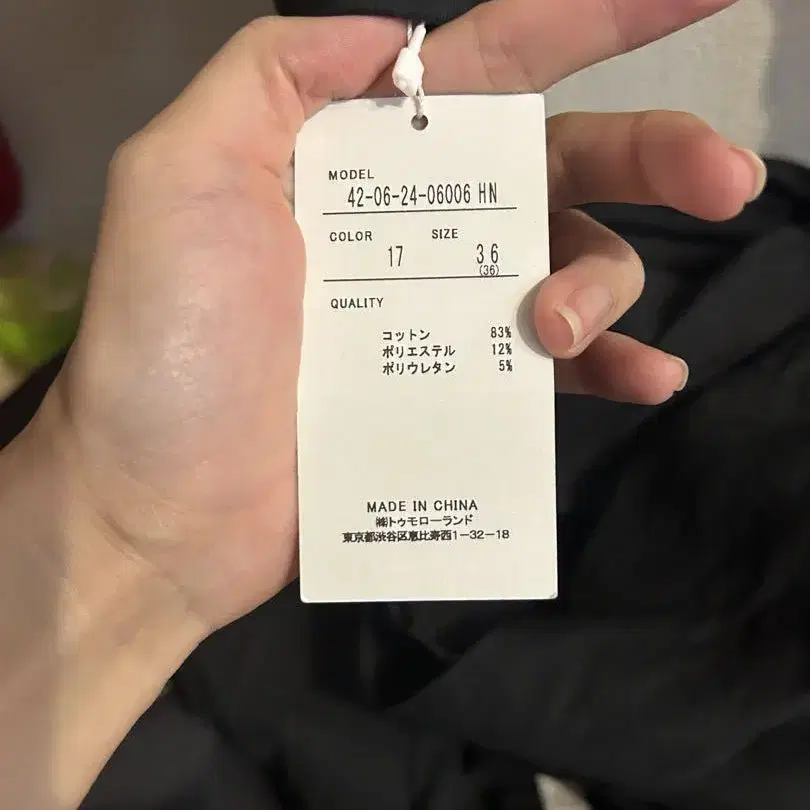 MODEL
42-06-24-06006 HN
COLOR SIZE
17 36
(36)
QUALITY
コットン 83%
ポリエステル 12%
ポリウレタン 5%
MADE IN CHINA
㈱トゥモローランド
東京都渋谷区恵比寿西1－32－18